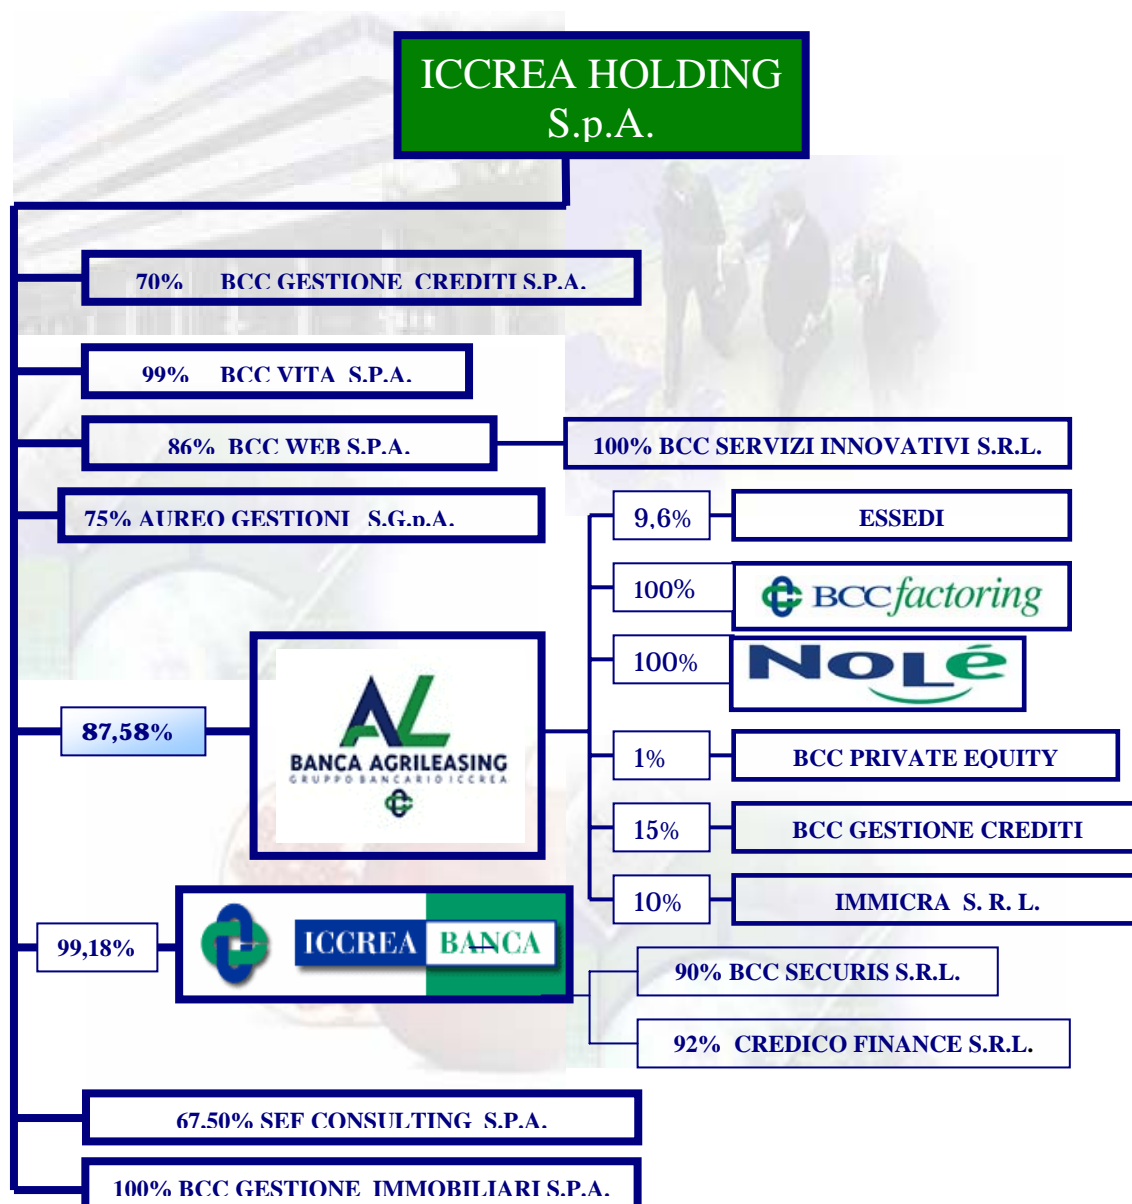 ICCREA HOLDING
S.p.A.
70% BCC GESTIONE CREDITI S.P.A.
99% BCC VITA S.P.A.
86% BCC WEB S.P.A.
100% BCC SERVIZI INNOVATIVI S.R.L.
75% AUREO GESTIONI S.G.p.A.
9,6% ESSEDI
100% BCC factoring
100% NOLé
87,58%
AL
BANCA AGRILEASING
GRUPPO BANCARIO ICCREA
1% BCC PRIVATE EQUITY
15% BCC GESTIONE CREDITI
10% IMMICRA S. R. L.
99,18% ICCREA BANCA
90% BCC SECURIS S.R.L.
92% CREDICO FINANCE S.R.L.
67,50% SEF CONSULTING S.P.A.
100% BCC GESTIONE IMMOBILIARI S.P.A.